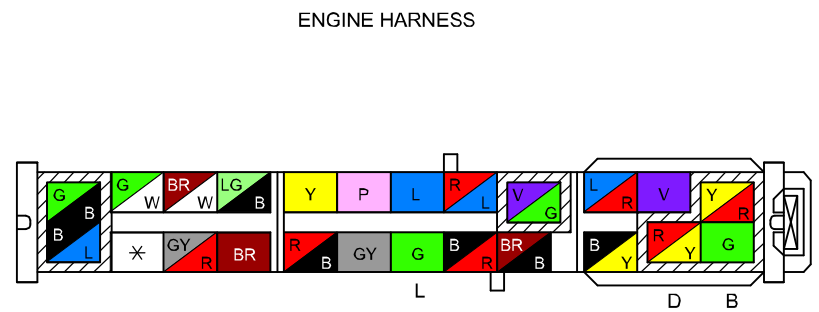 ENGINE HARNESS
G B G W BR W LG B Y P L R L V G L R V Y R
B L * GY R BR R B GY G B R BR B B Y R Y G
L D B